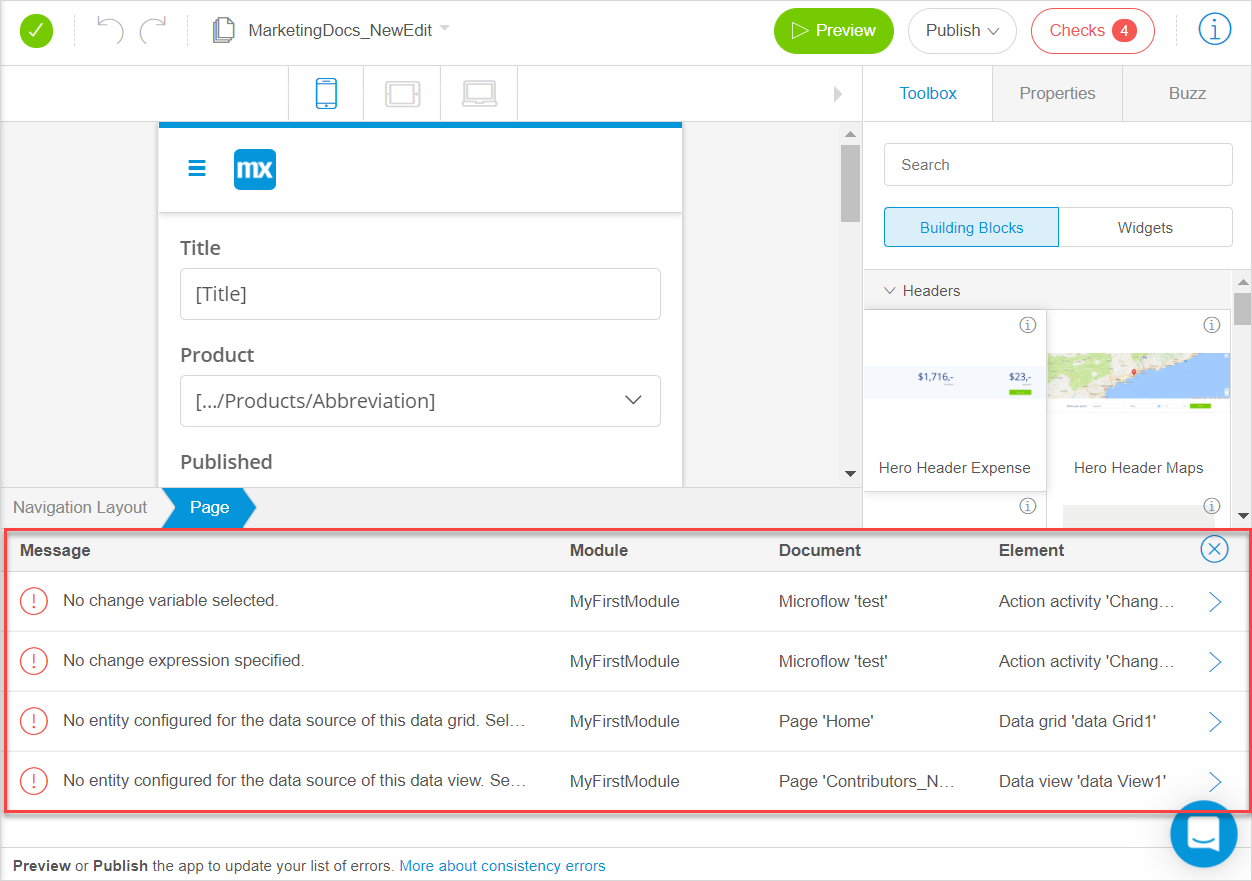 MarketingDocs_NewEdit
Preview
Publish
Checks 4
Toolbox
Properties
Buzz
mx
Title
[Title]
Product
[.../Products/Abbreviation]
Published
Search
Building Blocks
Widgets
Headers
$1,716,-
$23,-
Hero Header Expense
Hero Header Maps
Navigation Layout
Page
Message Module Document Element
No change variable selected. MyFirstModule Microflow 'test' Action activity 'Chang...
No change expression specified. MyFirstModule Microflow 'test' Action activity 'Chang...
No entity configured for the data source of this data grid. Sel... MyFirstModule Page 'Home' Data grid 'data Grid1'
No entity configured for the data source of this data view. Se... MyFirstModule Page 'Contributors_N... Data view 'data View1'
Preview or Publish the app to update your list of errors. More about consistency errors